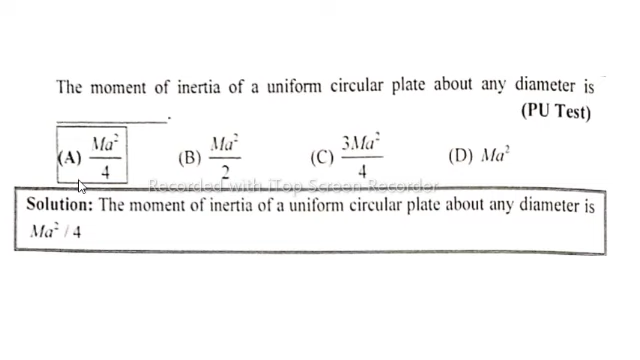 The moment of inertia of a uniform circular plate about any diameter is
____________.
(PU Test)
(A) Ma²/4 (B) Ma²/2 (C) 3Ma²/4 (D) Ma²
Recorded with iTop Screen Recorder
Solution: The moment of inertia of a uniform circular plate about any diameter is
Ma² / 4